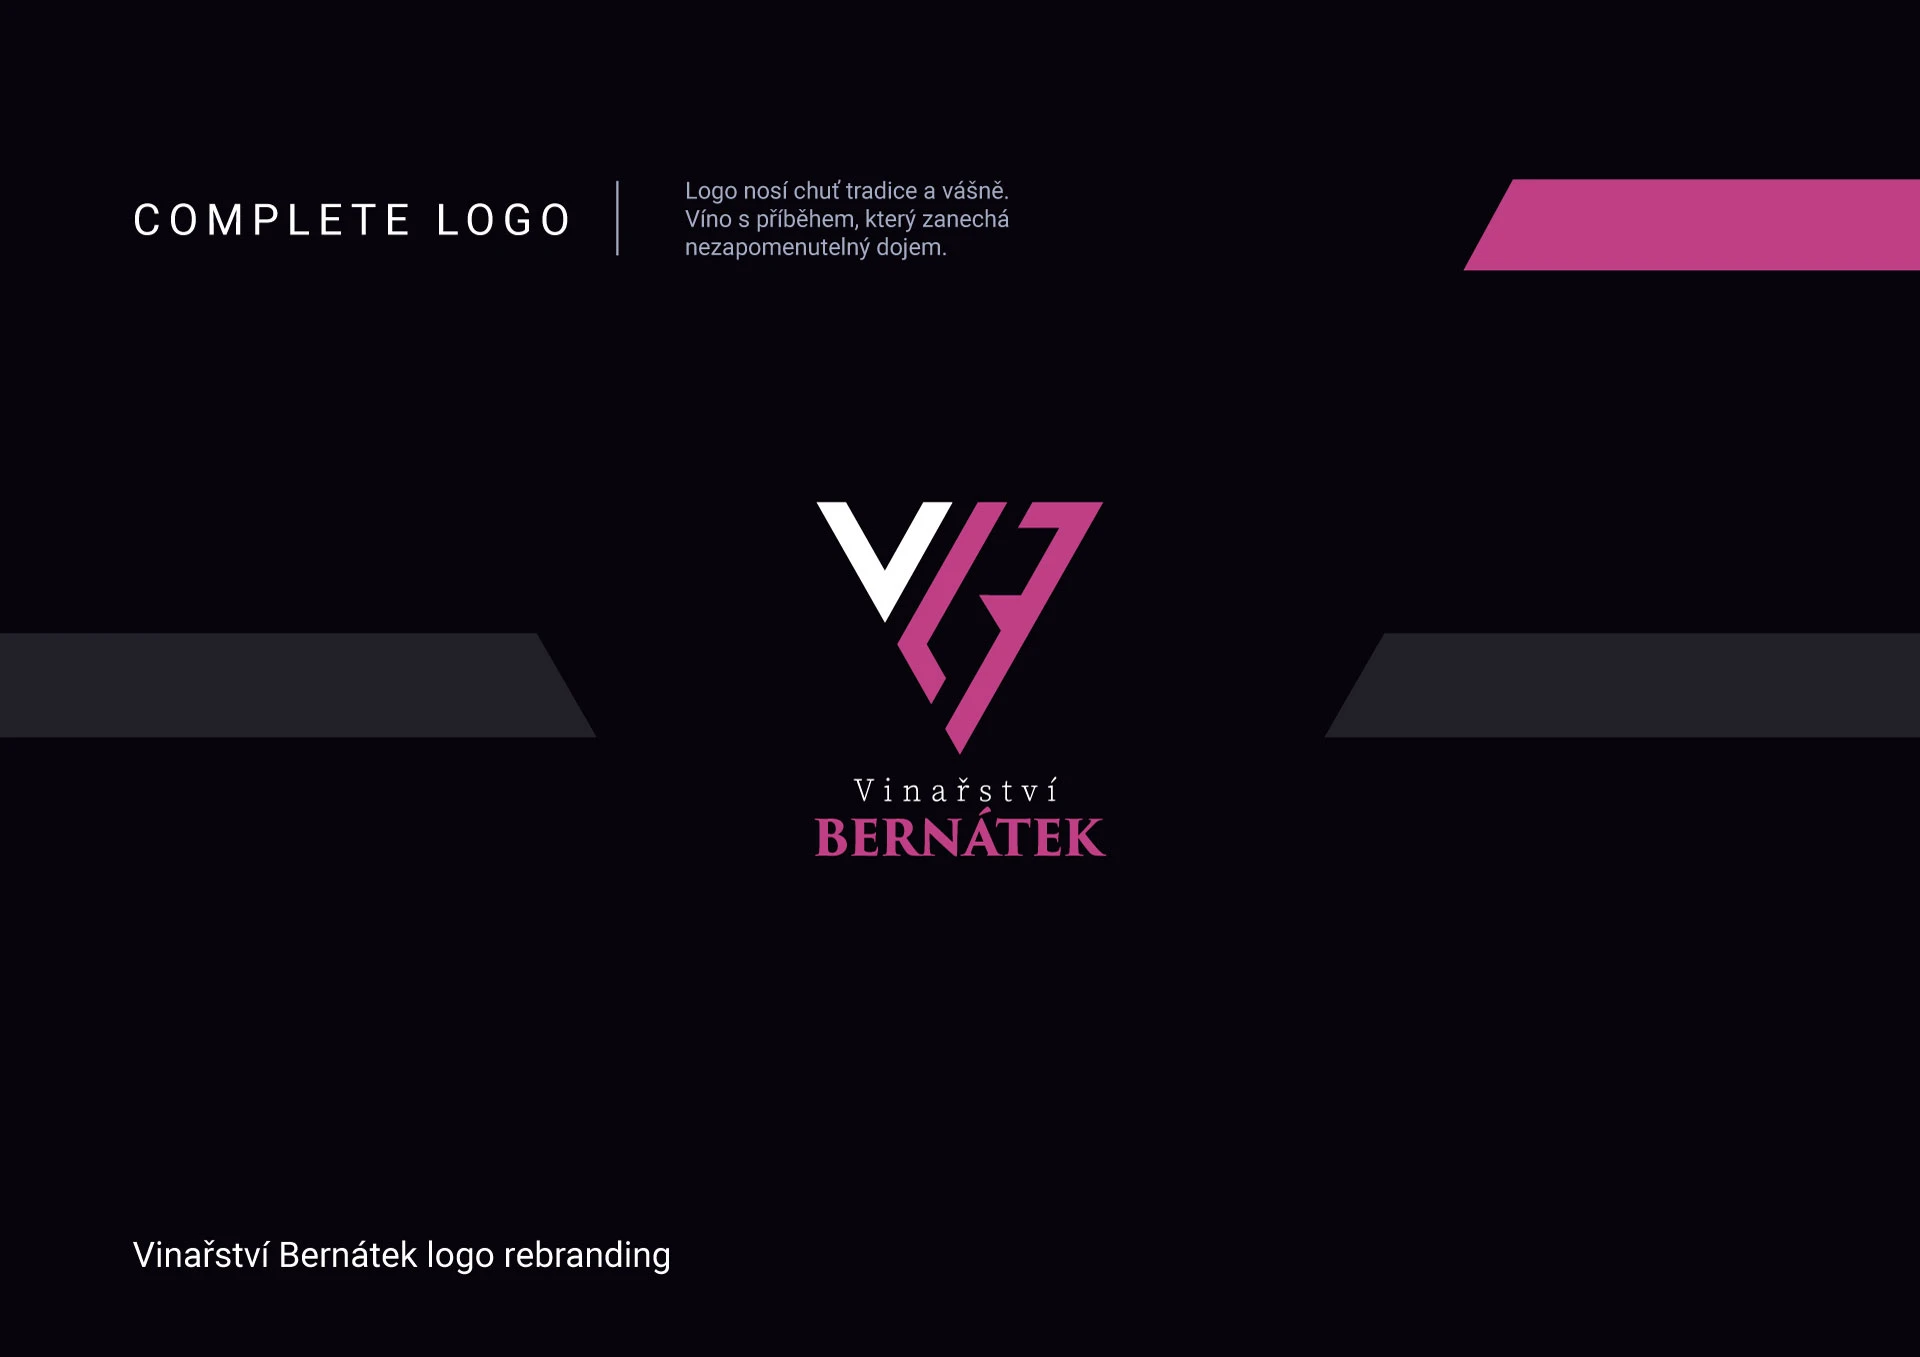 COMPLETE LOGO
Logo nosí chuť tradice a vášně.
Víno s příběhem, který zanechá
nezapomenutelný dojem.
Vinařství
BERNÁTEK
Vinařství Bernátek logo rebranding